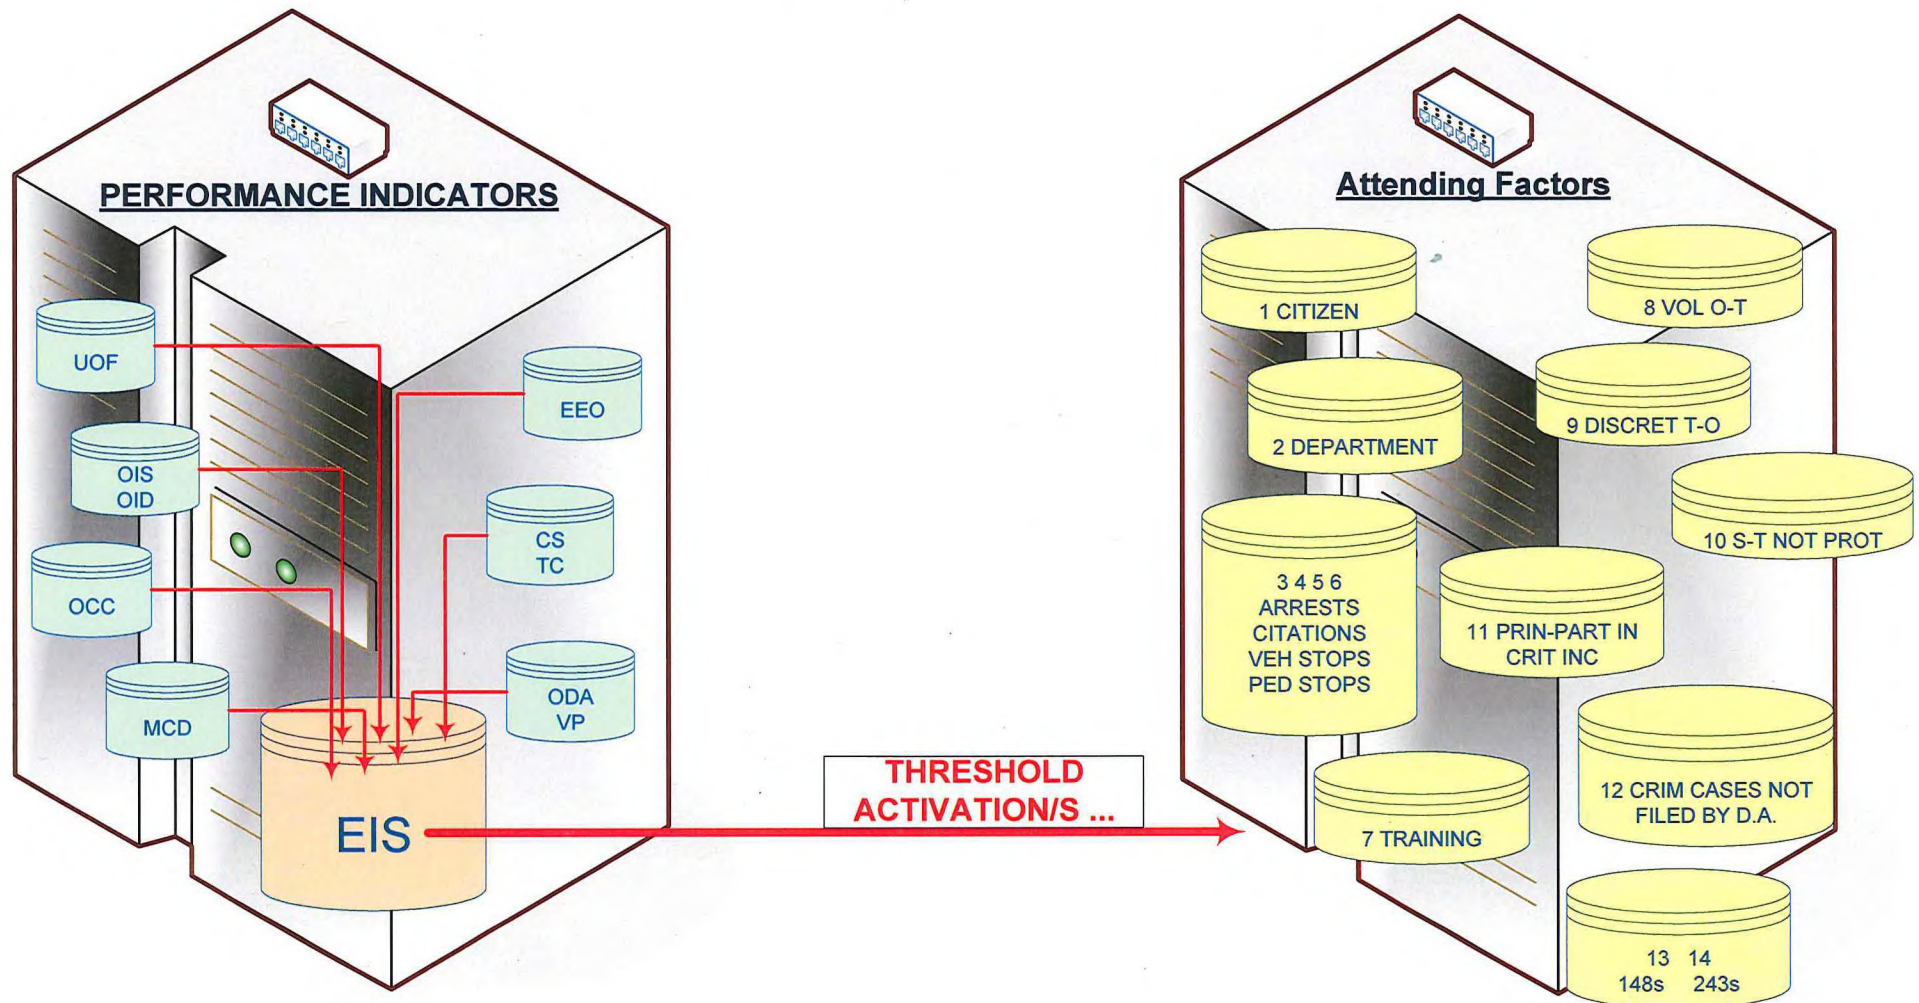 PERFORMANCE INDICATORS
UOF
OIS
OID
OCC
MCD
EEO
CS
TC
ODA
VP
EIS
THRESHOLD
ACTIVATION/S ...
Attending Factors
1 CITIZEN
2 DEPARTMENT
3 4 5 6
ARRESTS
CITATIONS
VEH STOPS
PED STOPS
7 TRAINING
8 VOL O-T
9 DISCRET T-O
10 S-T NOT PROT
11 PRIN-PART IN
CRIT INC
12 CRIM CASES NOT
FILED BY D.A.
13 14
148s 243s